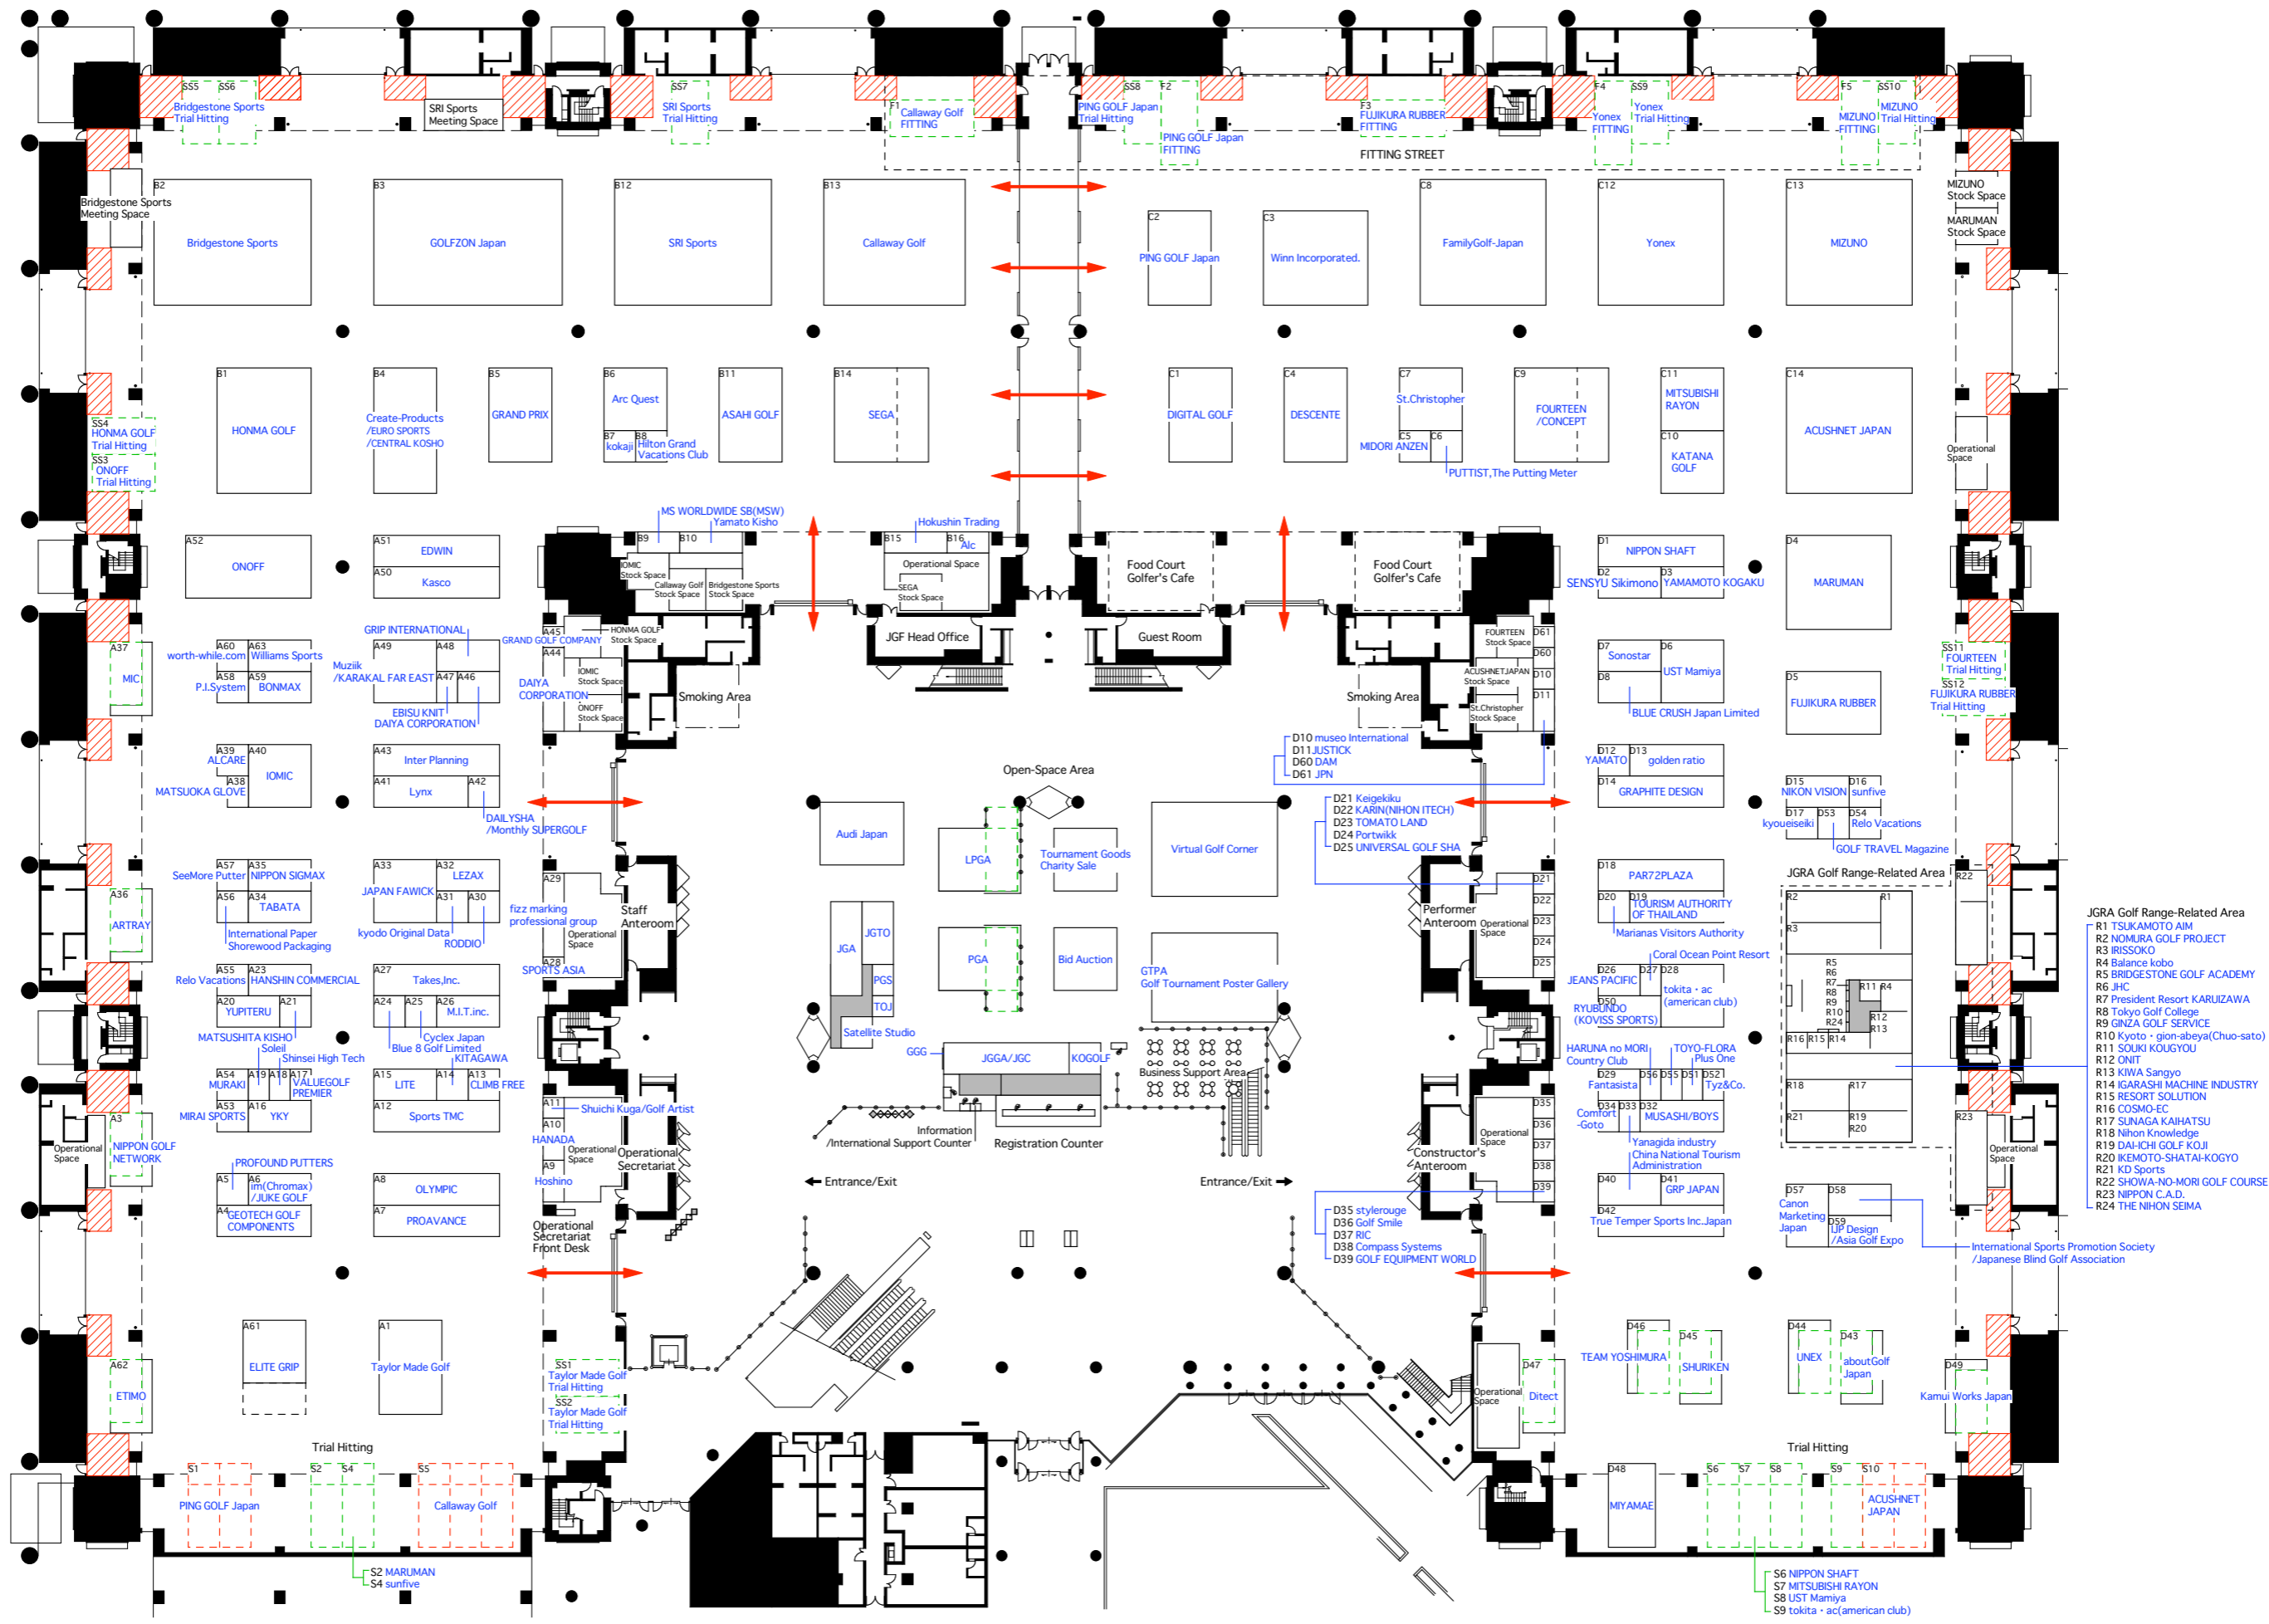 SS5
SS6
Bridgestone Sports
Trial Hitting
SRI Sports
Meeting Space
SS7
SRI Sports
Trial Hitting
F1
Callaway Golf
FITTING
SS8
F2
PING GOLF Japan
Trial Hitting
PING GOLF Japan
FITTING
F3
FUJIKURA RUBBER
FITTING
F4
SS9
Yonex
Trial Hitting
Yonex
FITTING
F5
SS10
MIZUNO
Trial Hitting
MIZUNO
FITTING
FITTING STREET
Bridgestone Sports
Meeting Space
B2
Bridgestone Sports
B3
GOLFZON Japan
B12
SRI Sports
B13
Callaway Golf
C2
PING GOLF Japan
C3
Winn Incorporated.
C8
FamilyGolf-Japan
C12
Yonex
C13
MIZUNO
MIZUNO
Stock Space
MARUMAN
Stock Space
SS4
HONMA GOLF
Trial Hitting
SS3
ONOFF
Trial Hitting
B1
HONMA GOLF
B4
Create-Products
/EURO SPORTS
/CENTRAL KOSHO
B5
GRAND PRIX
B6
Arc Quest
B7
kokaji
B8
Hilton Grand
Vacations Club
B11
ASAHI GOLF
B14
SEGA
C1
DIGITAL GOLF
C4
DESCENTE
C7
St.Christopher
C5
C6
MIDORI ANZEN
PUTTIST,The Putting Meter
C9
FOURTEEN
/CONCEPT
C11
MITSUBISHI
RAYON
C10
KATANA
GOLF
C14
ACUSHNET JAPAN
Operational
Space
A52
ONOFF
A51
EDWIN
A50
Kasco
MS WORLDWIDE SB(MSW)
Yamato Kisho
B9
B10
IOMIC
Stock Space
Callaway Golf
Stock Space
Bridgestone Sports
Stock Space
Hokushin Trading
B15
B16
Alc
Operational Space
SEGA
Stock Space
Food Court
Golfer's Cafe
Food Court
Golfer's Cafe
D1
NIPPON SHAFT
D2
SENSYU Sikimono
D3
YAMAMOTO KOGAKU
D4
MARUMAN
A37
MIC
A60
worth-while.com
A63
Williams Sports
A58
P.I.System
A59
BONMAX
GRIP INTERNATIONAL
A49
A48
Muziik
/KARAKAL FAR EAST
A47
A46
EBISU KNIT
DAIYA CORPORATION
A45
GRAND GOLF COMPANY
A44
DAIYA
CORPORATION
HONMA GOLF
Stock Space
IOMIC
Stock Space
ONOFF
Stock Space
Smoking Area
JGF Head Office
Guest Room
Smoking Area
FOURTEEN
Stock Space
ACUSHNETJAPAN
Stock Space
St.Christopher
Stock Space
D61
D60
D10
D11
D7
Sonostar
D6
UST Mamiya
D8
BLUE CRUSH Japan Limited
D5
FUJIKURA RUBBER
SS11
FOURTEEN
Trial Hitting
SS12
FUJIKURA RUBBER
Trial Hitting
A39
ALCARE
A40
IOMIC
A38
MATSUOKA GLOVE
A43
Inter Planning
A41
Lynx
A42
DAILYSHA
/Monthly SUPERGOLF
D10 museo International
D11 JUSTICK
D60 DAM
D61 JPN
D12
YAMATO
D13
golden ratio
D14
GRAPHITE DESIGN
D15
NIKON VISION
D16
sunfive
D17
kyoueiseiki
D53
D54
Relo Vacations
GOLF TRAVEL Magazine
Open-Space Area
Audi Japan
LPGA
Tournament Goods
Charity Sale
Virtual Golf Corner
D21 Keigekiku
D22 KARIN(NIHON ITECH)
D23 TOMATO LAND
D24 Portwikk
D25 UNIVERSAL GOLF SHA
A36
ARTRAY
A57
SeeMore Putter
A35
NIPPON SIGMAX
A56
A34
TABATA
International Paper
Shorewood Packaging
A33
JAPAN FAWICK
A32
LEZAX
A31
A30
kyodo Original Data
RODDIO
A29
fizz marking
professional group
Operational
Space
A28
SPORTS ASIA
Staff
Anteroom
JGA
JGTO
PGS
TOJ
Satellite Studio
PGA
Bid Auction
GTPA
Golf Tournament Poster Gallery
Performer
Anteroom
Operational
Space
D21
D22
D23
D24
D25
D18
PAR72PLAZA
D20
D19
TOURISM AUTHORITY
OF THAILAND
Marianas Visitors Authority
JGRA Golf Range-Related Area
R22
R2
R1
R3
R5
R6
R7
R8
R9
R10
R24
R11
R4
R12
R13
R16
R15
R14
R18
R17
R21
R19
R20
R23
A55
Relo Vacations
A23
HANSHIN COMMERCIAL
A20
YUPITERU
A21
MATSUSHITA KISHO
A27
Takes,Inc.
A24
A25
A26
M.I.T.inc.
Cyclex Japan
Blue 8 Golf Limited
Coral Ocean Point Resort
D26
JEANS PACIFIC
D27
D28
tokita・ac
(american club)
D50
RYUBUNDO
(KOVISS SPORTS)
Soleil
Shinsei High Tech
A54
MURAKI
A19
A18
A17
VALUEGOLF
PREMIER
A53
MIRAI SPORTS
A16
YKY
KITAGAWA
A15
LITE
A14
A13
CLIMB FREE
A12
Sports TMC
A11
Shuichi Kuga/Golf Artist
A10
HANADA
Operational
Space
A9
Hoshino
Operational
Secretariat
GGG
JGGA/JGC
KOGOLF
Business Support Area
Information
/International Support Counter
Registration Counter
Entrance/Exit
Entrance/Exit
Constructor's
Anteroom
Operational
Space
D35
D36
D37
D38
D39
HARUNA no MORI
Country Club
TOYO-FLORA
Plus One
D29
Fantasista
D56
D55
D51
D52
Tyz&Co.
D34
Comfort
-Goto
D33
D32
MUSASHI/BOYS
Yanagida industry
China National Tourism
Administration
D40
D41
GRP JAPAN
D42
True Temper Sports Inc.Japan
A3
NIPPON GOLF
NETWORK
Operational
Space
PROFOUND PUTTERS
A5
A6
im(Chromax)
/JUKE GOLF
A4
GEOTECH GOLF
COMPONENTS
A8
OLYMPIC
A7
PROAVANCE
Operational
Secretariat
Front Desk
D35 stylerouge
D36 Golf Smile
D37 RIC
D38 Compass Systems
D39 GOLF EQUIPMENT WORLD
D57
Canon
Marketing
Japan
D58
D59
IJP Design
/Asia Golf Expo
International Sports Promotion Society
/Japanese Blind Golf Association
Operational
Space
JGRA Golf Range-Related Area
R1 TSUKAMOTO AIM
R2 NOMURA GOLF PROJECT
R3 IRISSOKO
R4 Balance kobo
R5 BRIDGESTONE GOLF ACADEMY
R6 JHC
R7 President Resort KARUIZAWA
R8 Tokyo Golf College
R9 GINZA GOLF SERVICE
R10 Kyoto・gion-abeya(Chuo-sato)
R11 SOUKI KOUGYOU
R12 ONIT
R13 KIWA Sangyo
R14 IGARASHI MACHINE INDUSTRY
R15 RESORT SOLUTION
R16 COSMO-EC
R17 SUNAGA KAIHATSU
R18 Nihon Knowledge
R19 DAI-ICHI GOLF KOJI
R20 IKEMOTO-SHATAI-KOGYO
R21 KD Sports
R22 SHOWA-NO-MORI GOLF COURSE
R23 NIPPON C.A.D.
R24 THE NIHON SEIMA
A62
ETIMO
A61
ELITE GRIP
A1
Taylor Made Golf
SS1
Taylor Made Golf
Trial Hitting
SS2
Taylor Made Golf
Trial Hitting
Operational
Space
D47
Ditect
D46
TEAM YOSHIMURA
D45
SHURIKEN
D44
UNEX
D43
aboutGolf
Japan
D49
Kamui Works Japan
Trial Hitting
S1
PING GOLF Japan
S2
S4
S5
Callaway Golf
S2 MARUMAN
S4 sunfive
Trial Hitting
D48
MIYAMAE
S6
S7
S8
S9
S10
ACUSHNET
JAPAN
S6 NIPPON SHAFT
S7 MITSUBISHI RAYON
S8 UST Mamiya
S9 tokita・ac(american club)